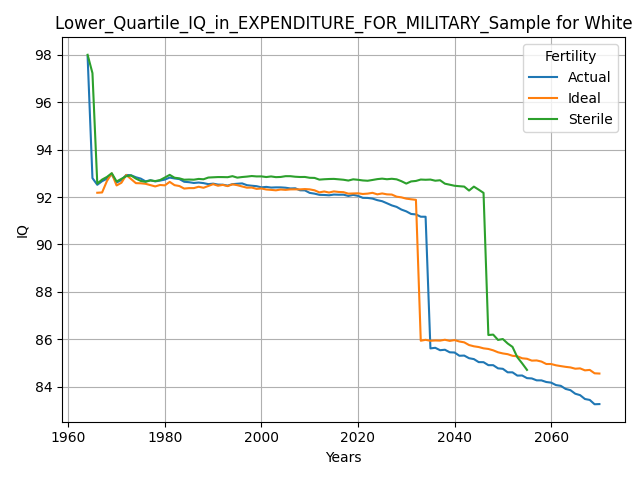 Lower_Quartile_IQ_in_EXPENDITURE_FOR_MILITARY_Sample for White
Fertility
Actual
Ideal
Sterile
98
96
94
92
90
88
86
84
IQ
1960
1980
2000
2020
2040
2060
Years